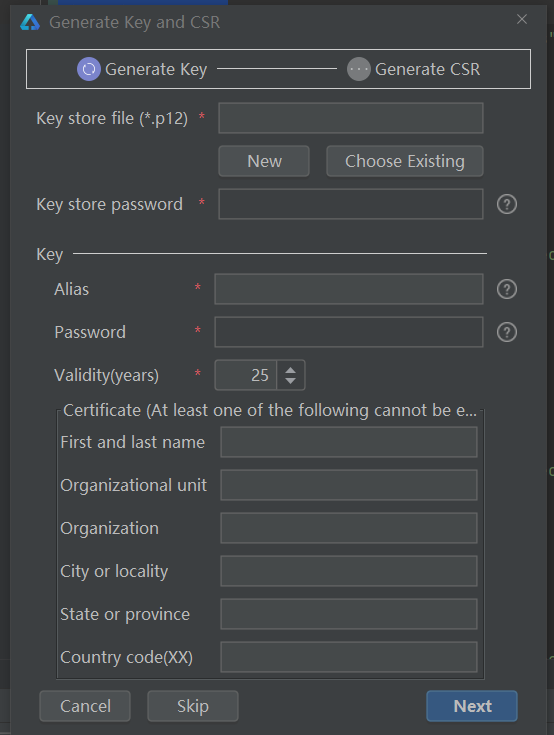 Generate Key and CSR
Generate Key
Generate CSR
Key store file (*.p12) *
New
Choose Existing
Key store password *
?
Key
Alias *
?
Password *
?
Validity(years) *
25
Certificate (At least one of the following cannot be e...
First and last name
Organizational unit
Organization
City or locality
State or province
Country code(XX)
Cancel
Skip
Next